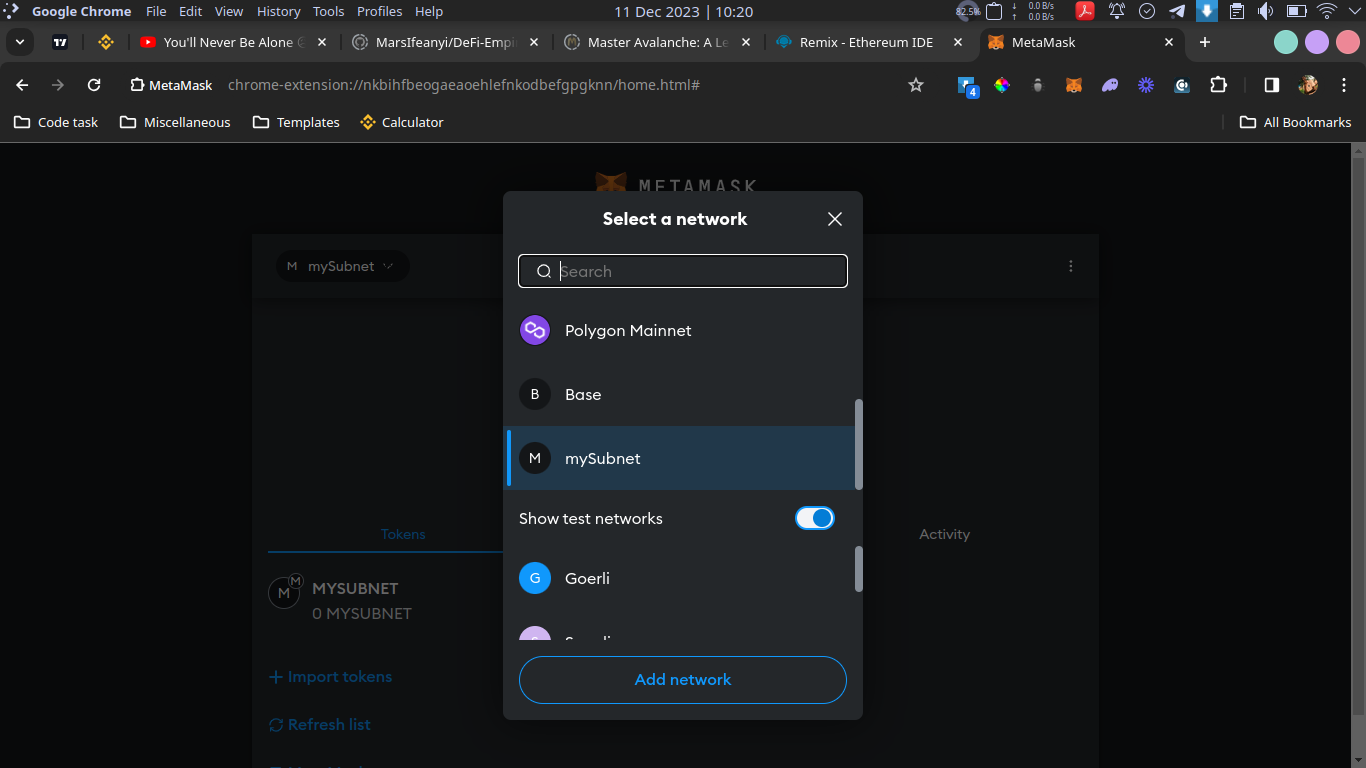 Google Chrome File Edit View History Tools Profiles Help 11 Dec 2023 | 10:20 82.5% ↓ 0.0 B/s
↑ 0.0 B/s
You'll Never Be Alone MarsIfeanyi/DeFi-Empi Master Avalanche: A Le Remix - Ethereum IDE MetaMask
MetaMask chrome-extension://nkbihfbeogaeaoehlefnkodbefgpgknn/home.html# 4
Code task Miscellaneous Templates Calculator All Bookmarks
METAMASK
Select a network
M mySubnet
Search
Polygon Mainnet
B Base
M mySubnet
Show test networks
Tokens Activity
G Goerli
M M MYSUBNET
0 MYSUBNET
+ Import tokens
Add network
Refresh list